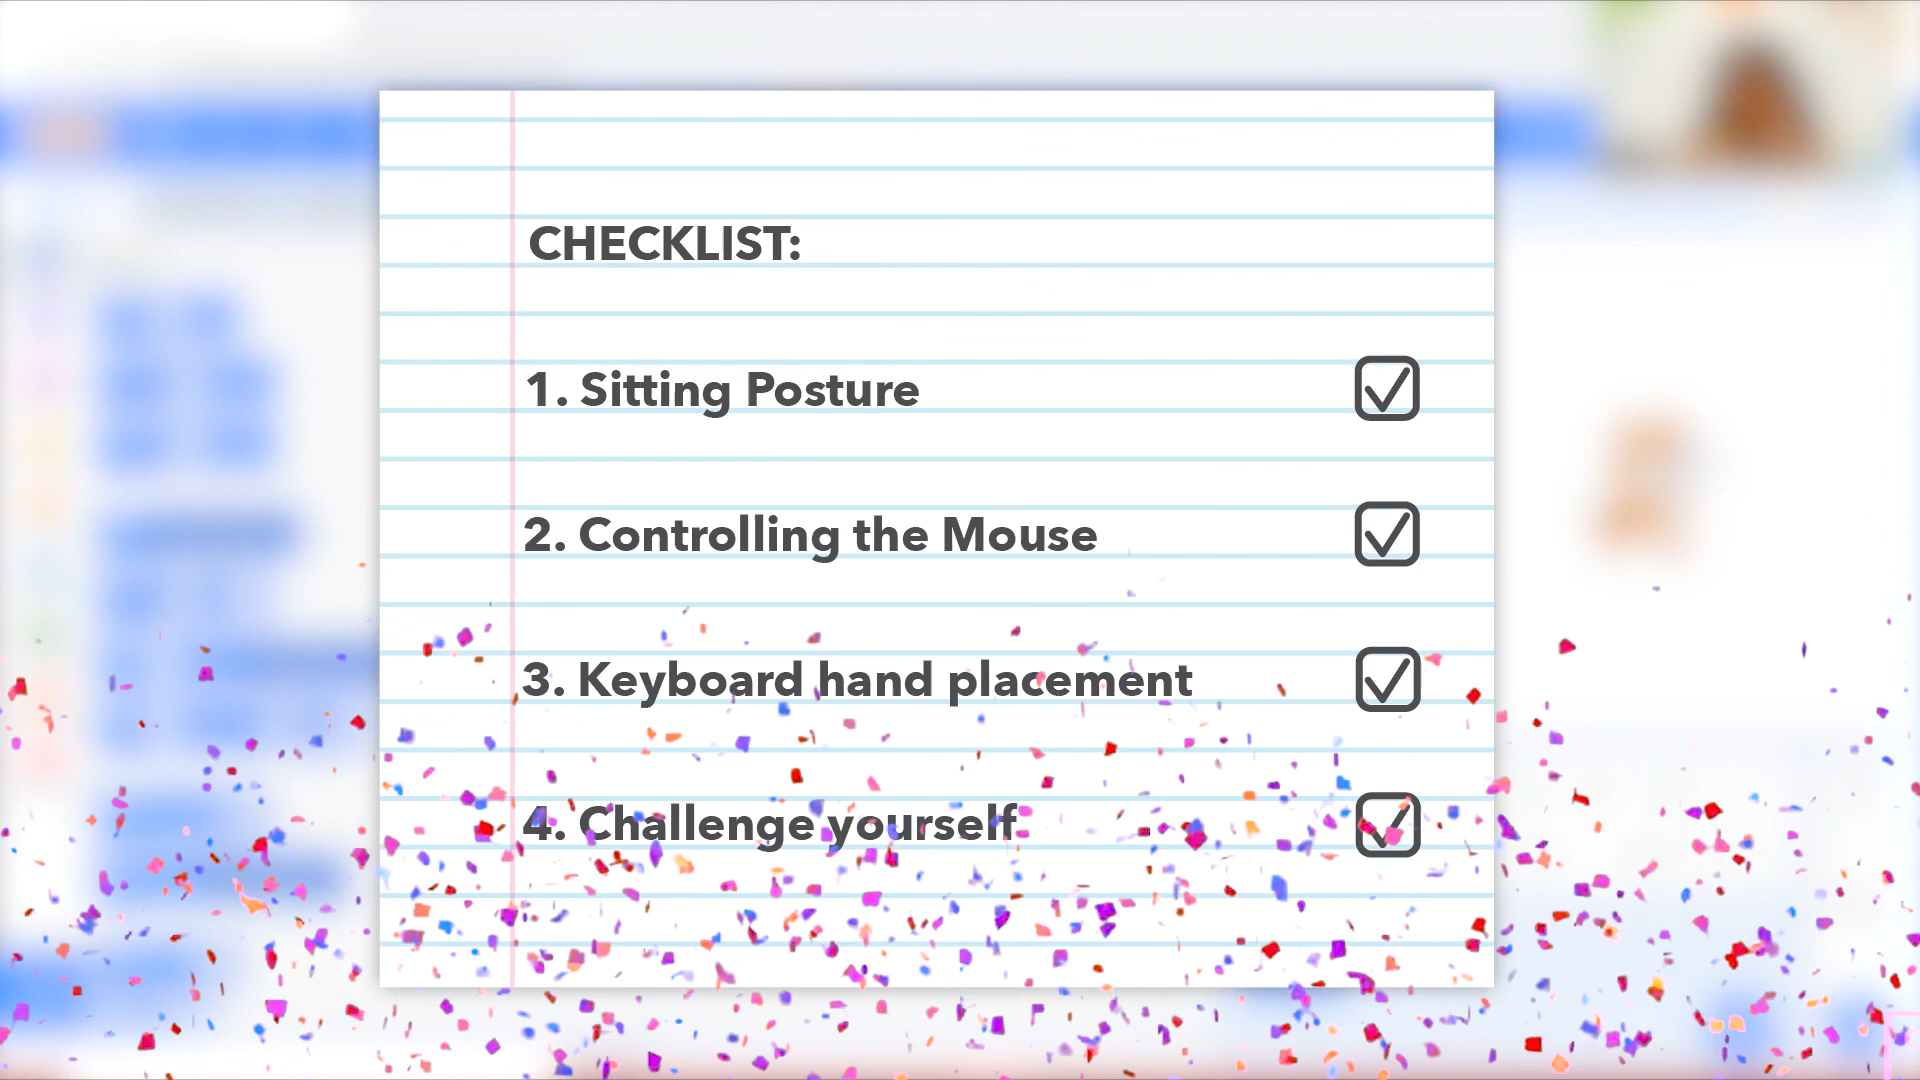 CHECKLIST:
1. Sitting Posture
2. Controlling the Mouse
3. Keyboard hand placement
4. Challenge yourself